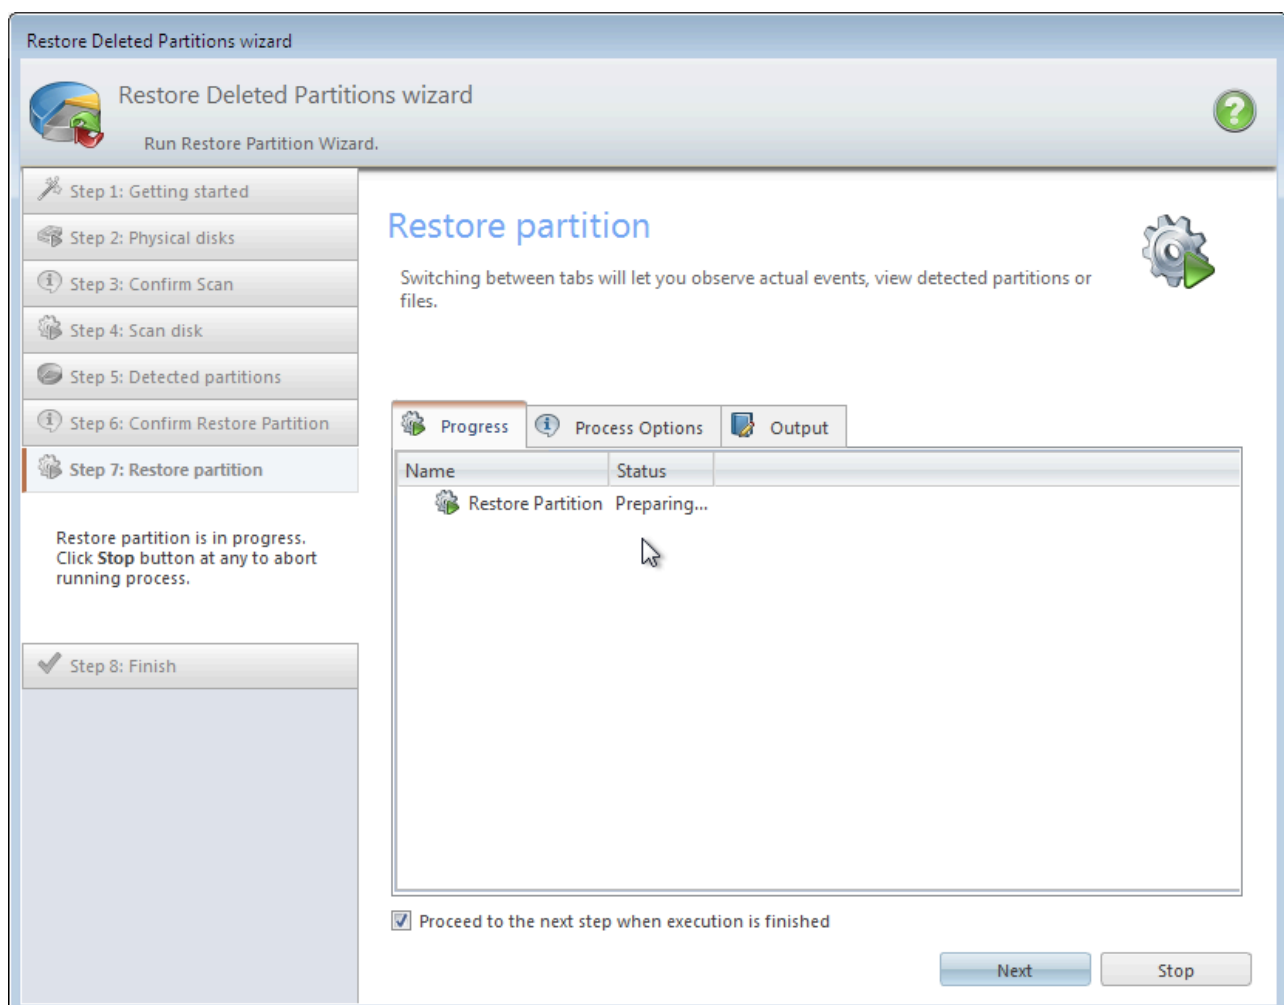 Restore Deleted Partitions wizard
Restore Deleted Partitions wizard
Run Restore Partition Wizard.
Step 1: Getting started
Step 2: Physical disks
Step 3: Confirm Scan
Step 4: Scan disk
Step 5: Detected partitions
Step 6: Confirm Restore Partition
Step 7: Restore partition
Restore partition is in progress.
Click Stop button at any to abort
running process.
Step 8: Finish
Restore partition
Switching between tabs will let you observe actual events, view detected partitions or
files.
Progress Process Options Output
Name Status
Restore Partition Preparing...
Proceed to the next step when execution is finished
Next Stop